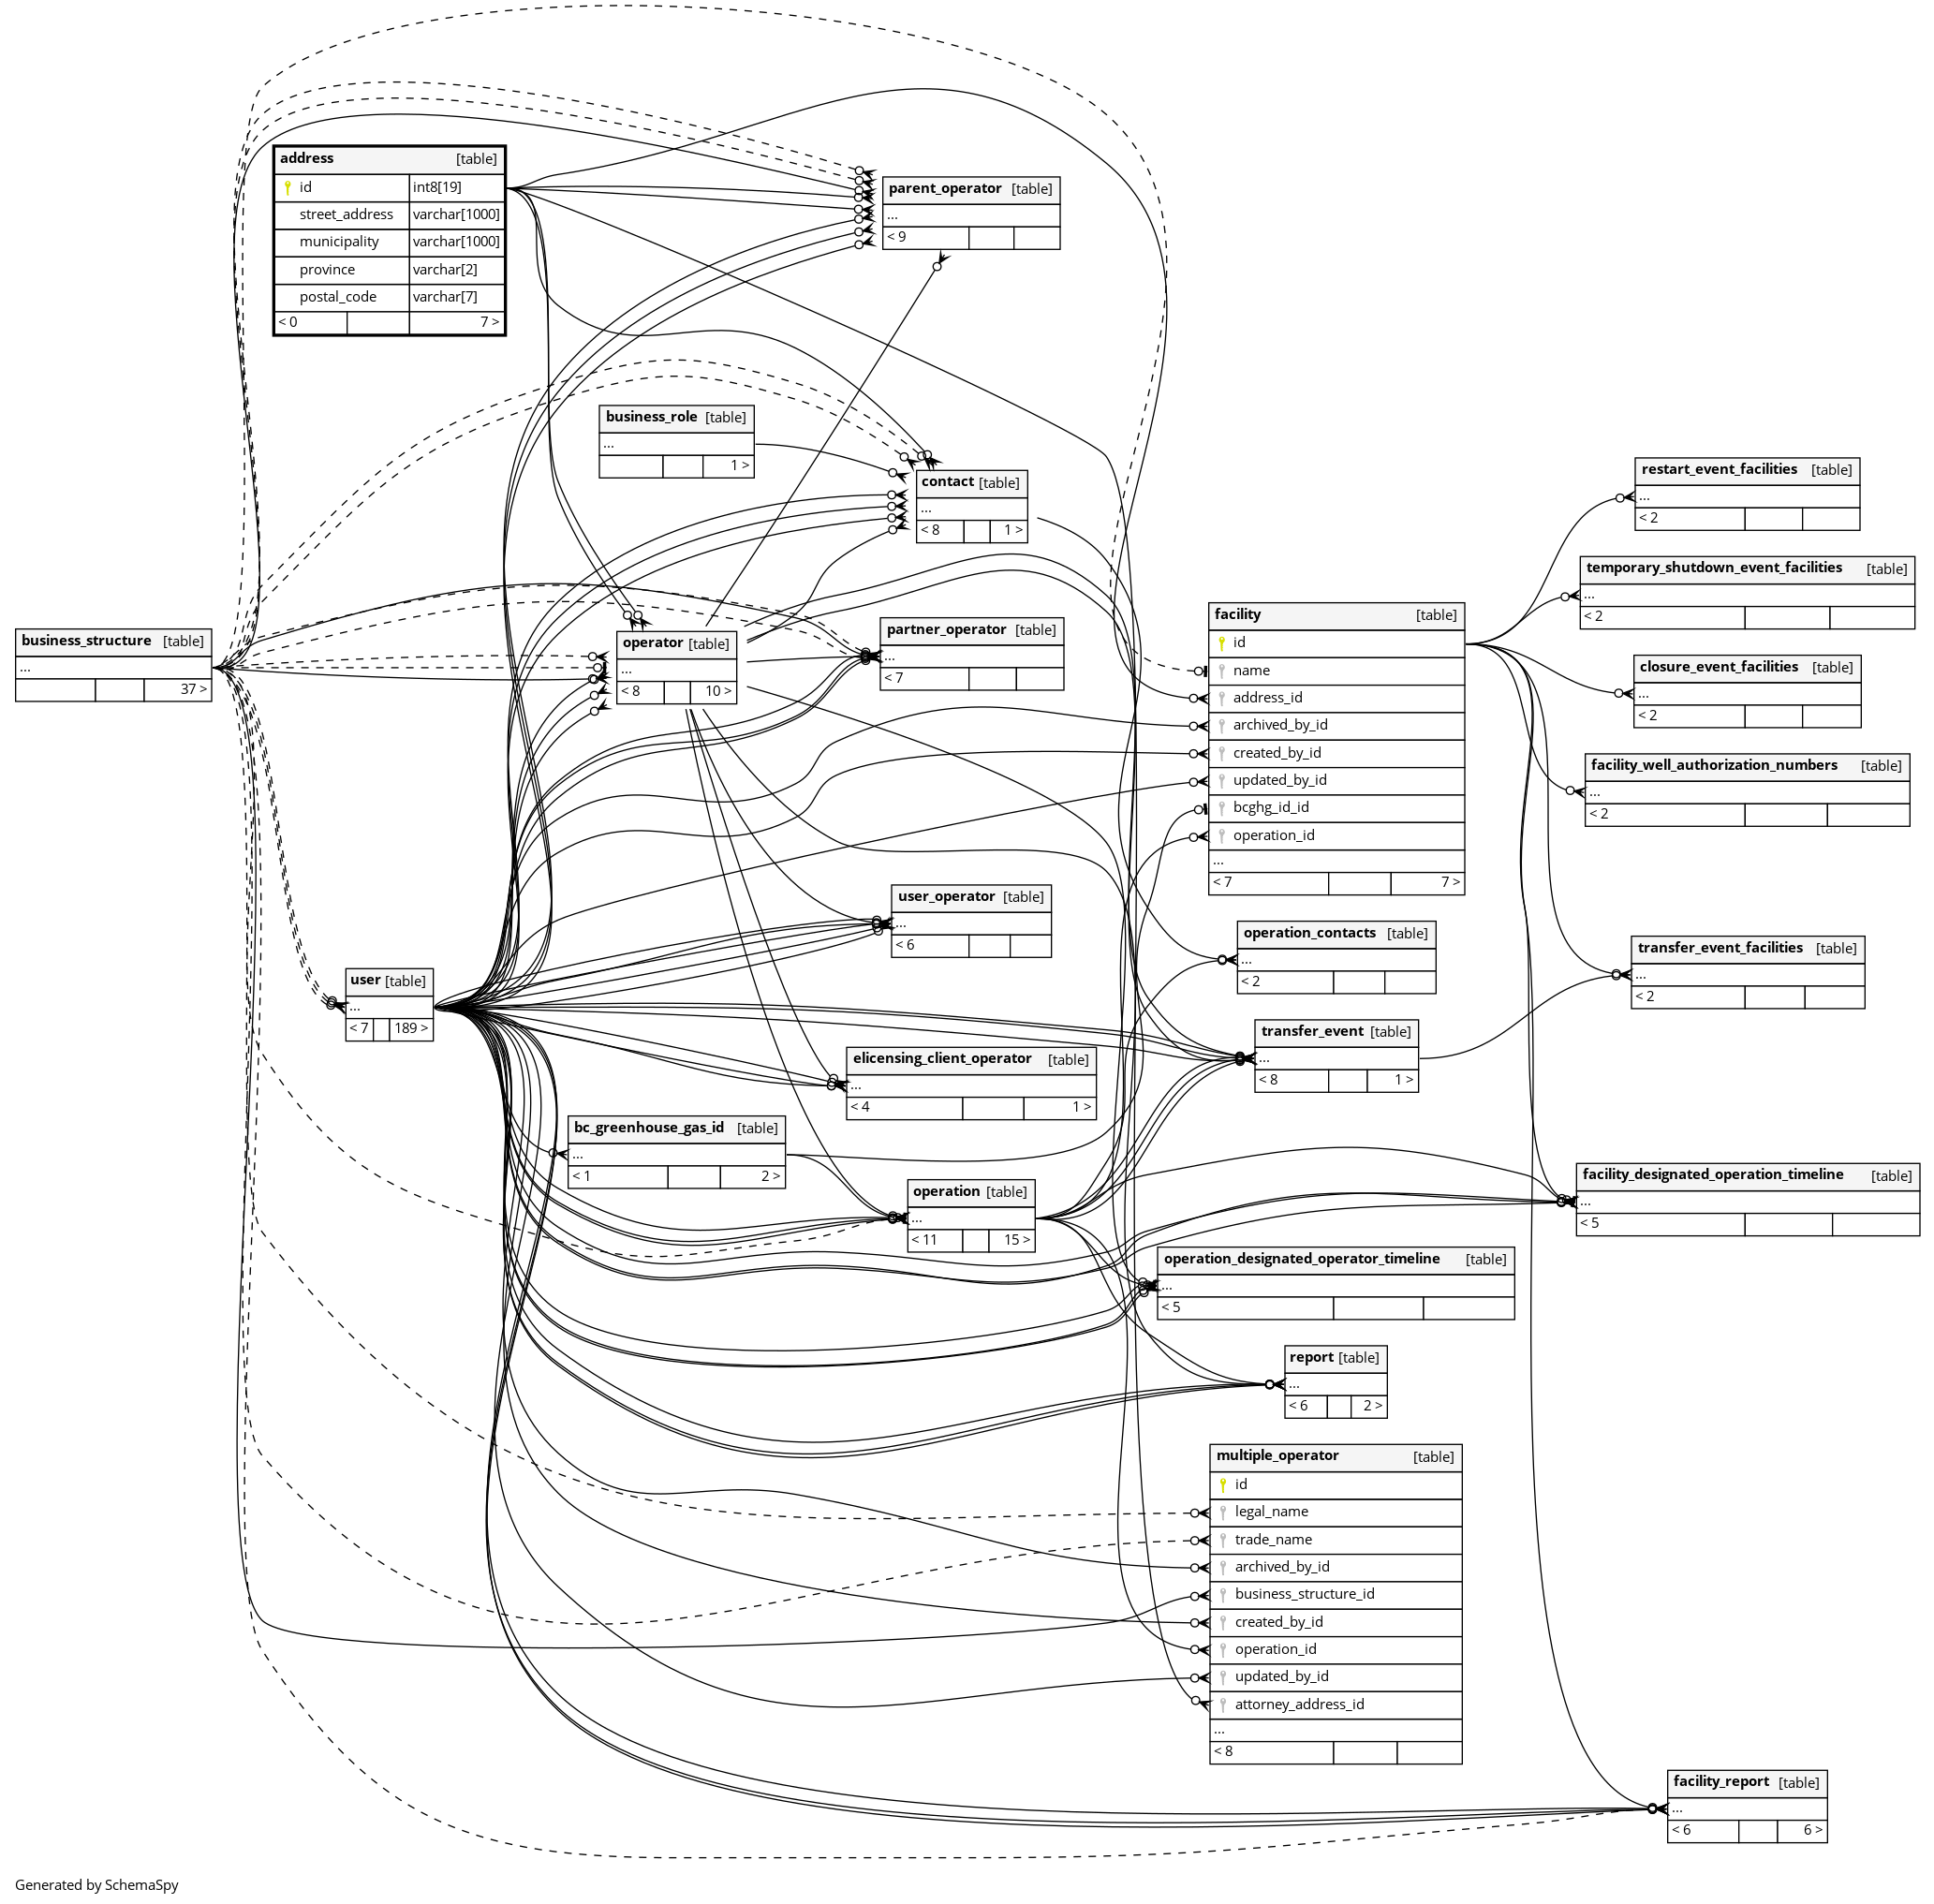 address [table]
id int8[19]
street_address varchar[1000]
municipality varchar[1000]
province varchar[2]
postal_code varchar[7]
< 0 7 >
parent_operator [table]
...
< 9
business_role [table]
...
1 >
contact [table]
...
< 8 1 >
business_structure [table]
...
37 >
operator [table]
...
< 8 10 >
partner_operator [table]
...
< 7
facility [table]
id
name
address_id
archived_by_id
created_by_id
updated_by_id
bcghg_id_id
operation_id
...
< 7 7 >
restart_event_facilities [table]
...
< 2
temporary_shutdown_event_facilities [table]
...
< 2
closure_event_facilities [table]
...
< 2
facility_well_authorization_numbers [table]
...
< 2
user_operator [table]
...
< 6
operation_contacts [table]
...
< 2
transfer_event_facilities [table]
...
< 2
user [table]
...
< 7 189 >
transfer_event [table]
...
< 8 1 >
elicensing_client_operator [table]
...
< 4 1 >
bc_greenhouse_gas_id [table]
...
< 1 2 >
operation [table]
...
< 11 15 >
facility_designated_operation_timeline [table]
...
< 5
operation_designated_operator_timeline [table]
...
< 5
report [table]
...
< 6 2 >
multiple_operator [table]
id
legal_name
trade_name
archived_by_id
business_structure_id
created_by_id
operation_id
updated_by_id
attorney_address_id
...
< 8
facility_report [table]
...
< 6 6 >
Generated by SchemaSpy